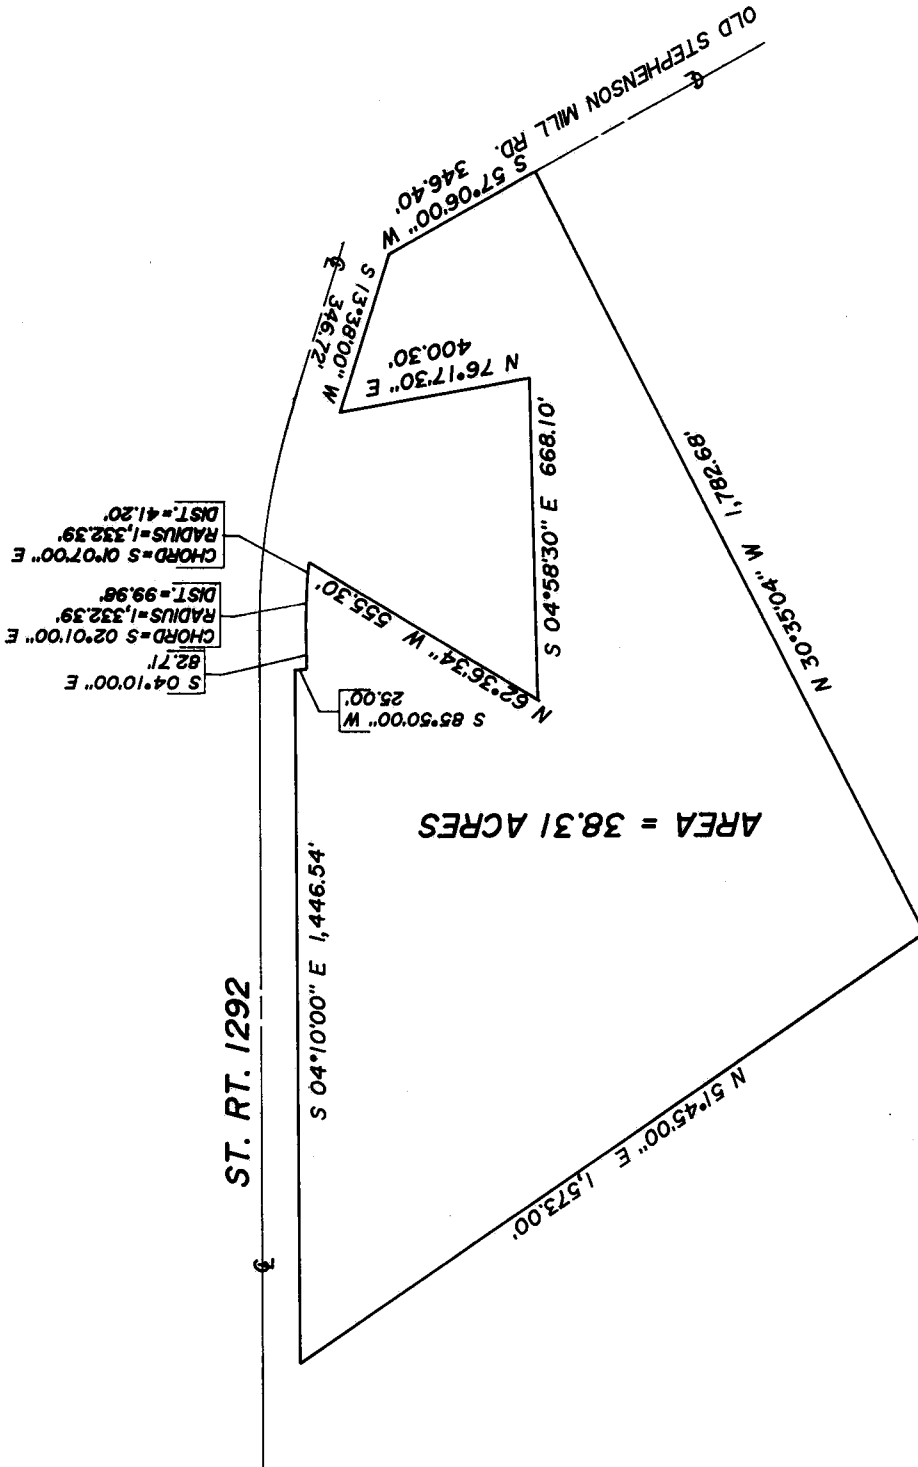 OLD STEPHENSON MILL RD.
S 57°06'00" W
346.40'
S 13°38'00" W
346.72'
N 76°17'30" E
400.30'
S 04°58'30" E 668.10'
N 62°36'34" W 555.30'
CHORD=S 01°07'00" E
RADIUS=1,332.39'
DIST.=41.20'
CHORD=S 02°01'00" E
RADIUS=1,332.39'
DIST.=99.98'
S 04°10'00" E
82.71'
S 85°50'00" W
25.00'
N 30°35'04" W 1,782.68'
AREA = 38.31 ACRES
S 04°10'00" E 1,446.54'
ST. RT. 1292
N 51°45'00" E 1,573.00'